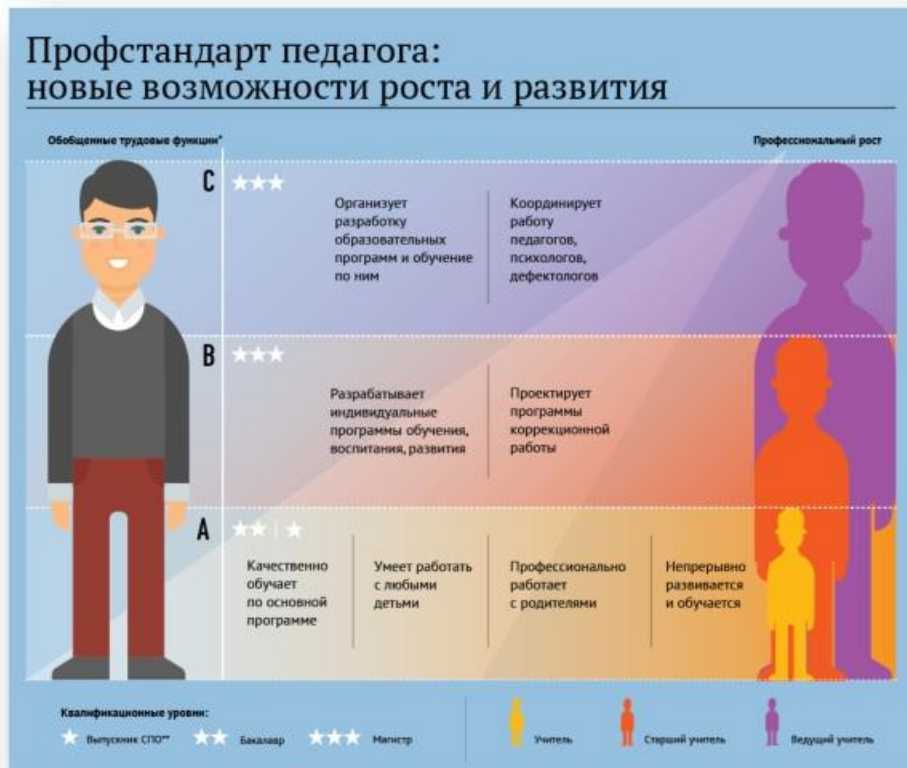 Профстандарт педагога:
новые возможности роста и развития
Обобщенные трудовые функции*
Профессиональный рост
C
Организует
разработку
образовательных
программ и обучение
по ним
Координирует
работу
педагогов,
психологов,
дефектологов
B
Разрабатывает
индивидуальные
программы обучения,
воспитания, развития
Проектирует
программы
коррекционной
работы
A
Качественно
обучает
по основной
программе
Умеет работать
с любыми
детьми
Профессионально
работает
с родителями
Непрерывно
развивается
и обучается
Квалификационные уровни:
Выпускник СПО**
Бакалавр
Магистр
Учитель
Старший учитель
Ведущий учитель